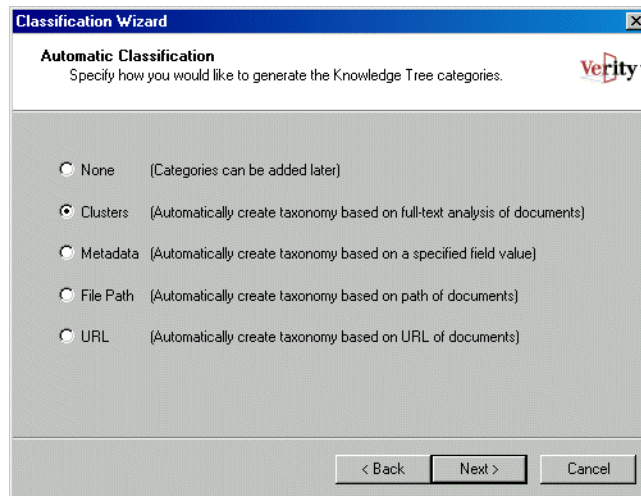 Classification Wizard
Automatic Classification
Specify how you would like to generate the Knowledge Tree categories.
Verity
None (Categories can be added later)
Clusters (Automatically create taxonomy based on full-text analysis of documents)
Metadata (Automatically create taxonomy based on a specified field value)
File Path (Automatically create taxonomy based on path of documents)
URL (Automatically create taxonomy based on URL of documents)
< Back Next > Cancel